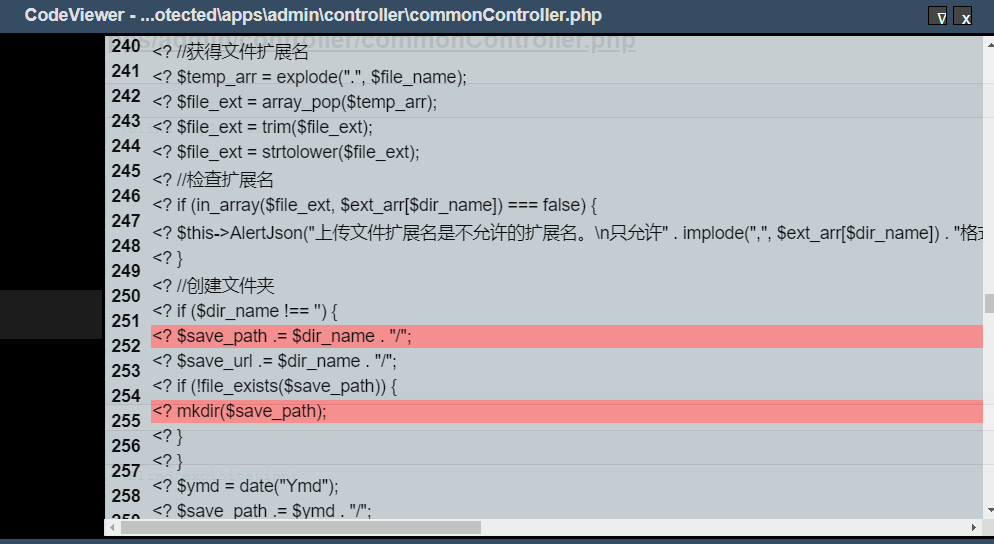 CodeViewer - ...otected\apps\admin\controller\commonController.php
∇ x
240 <? //获得文件扩展名
241 <? $temp_arr = explode(".", $file_name);
242 <? $file_ext = array_pop($temp_arr);
243 <? $file_ext = trim($file_ext);
244 <? $file_ext = strtolower($file_ext);
245 <? //检查扩展名
246 <? if (in_array($file_ext, $ext_arr[$dir_name]) === false) {
247 <? $this->AlertJson("上传文件扩展名是不允许的扩展名。\n只允许" . implode(",", $ext_arr[$dir_name]) . "格式
248 <? }
249 <? //创建文件夹
250 <? if ($dir_name !== '') {
251 <? $save_path .= $dir_name . "/";
252 <? $save_url .= $dir_name . "/";
253 <? if (!file_exists($save_path)) {
254 <? mkdir($save_path);
255 <? }
256 <? }
257 <? $ymd = date("Ymd");
258 <? $save_path .= $ymd . "/";
259